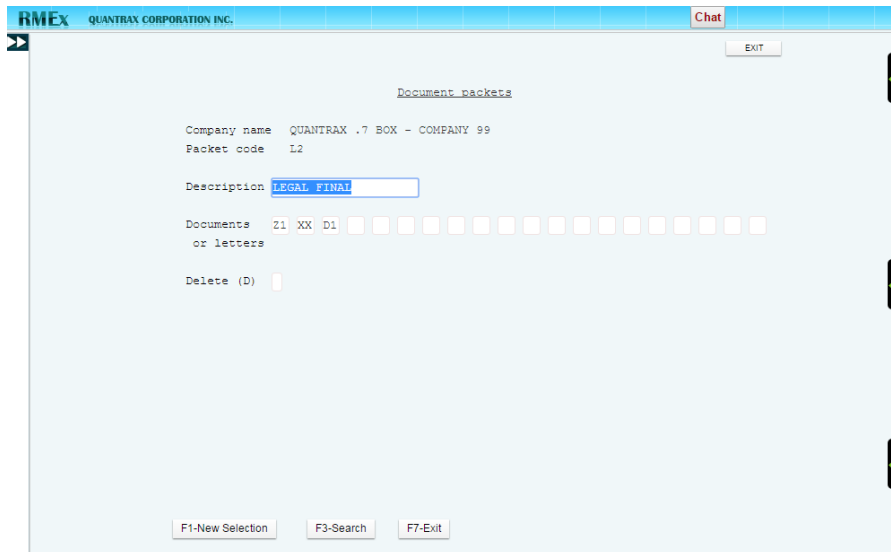 RMEx QUANTRAX CORPORATION INC. Chat
EXIT
Document packets
Company name QUANTRAX .7 BOX - COMPANY 99
Packet code L2
Description LEGAL FINAL
Documents Z1 XX D1
or letters
Delete (D)
F1-New Selection F3-Search F7-Exit